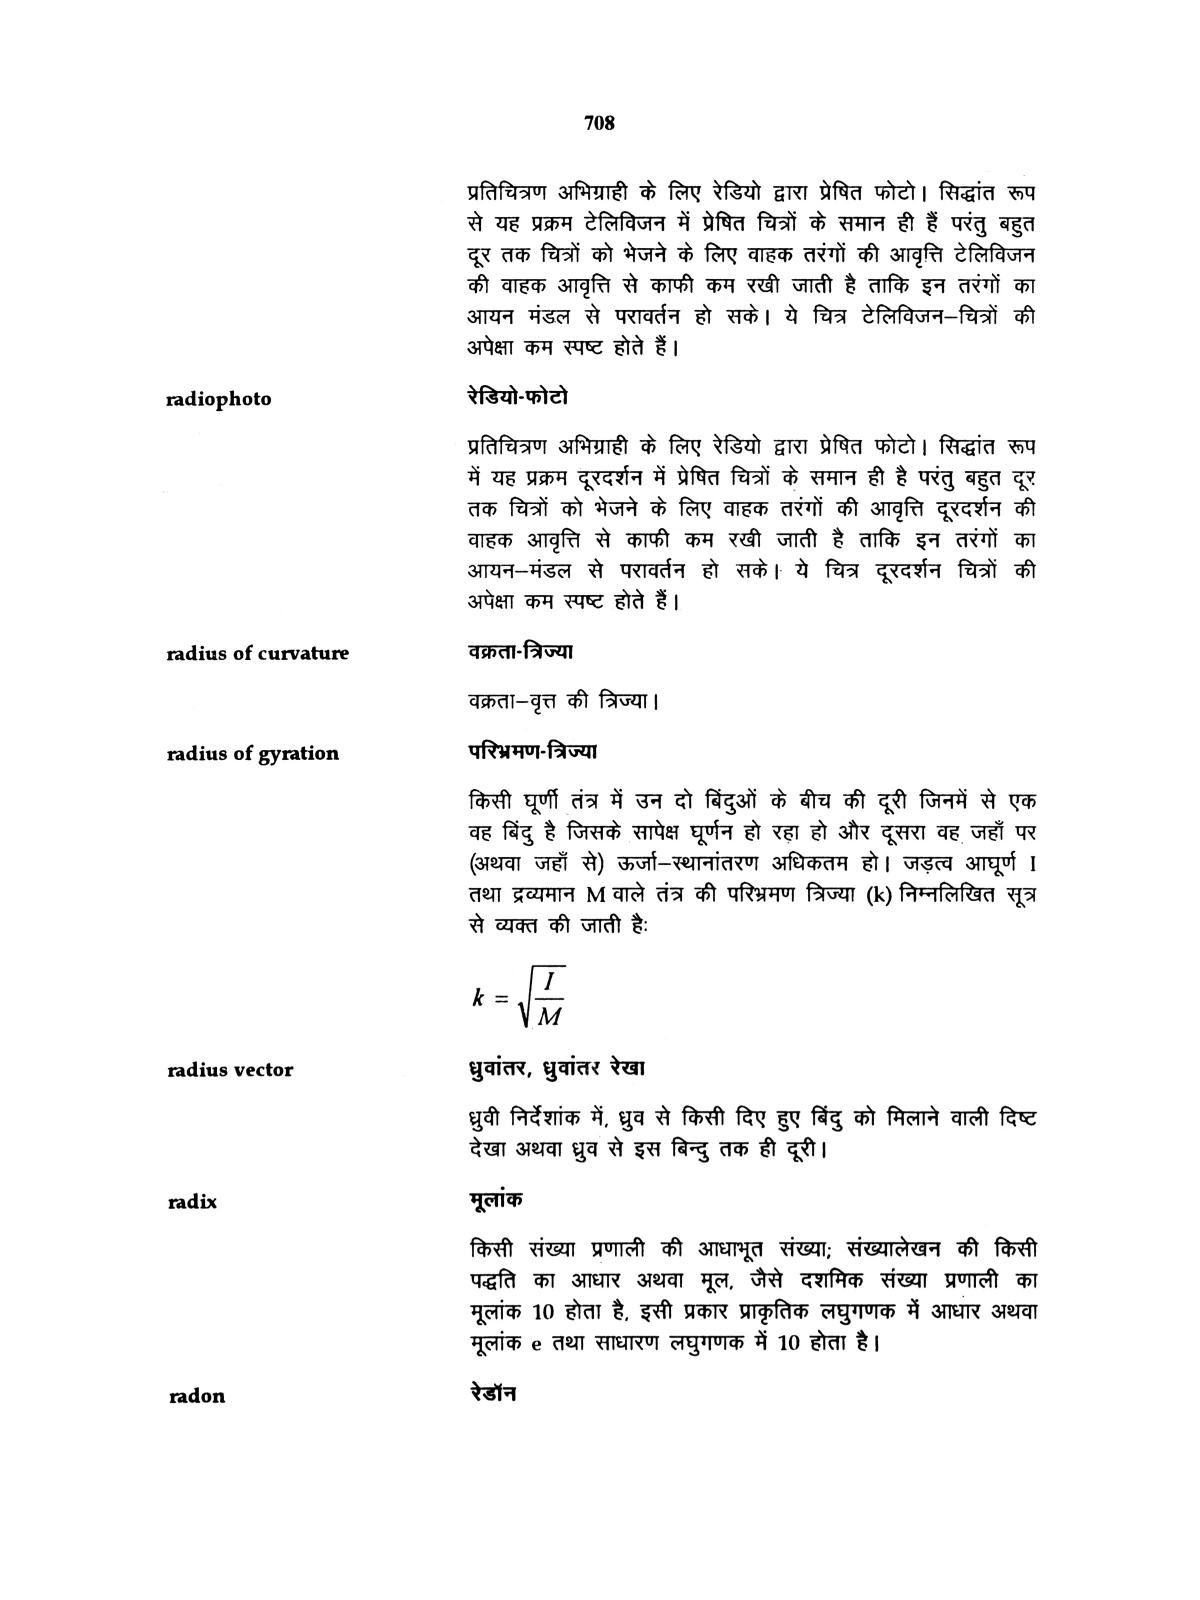 708
प्रतिचित्रण अभिग्राही के लिए रेडियो द्वारा प्रेषित फोटो। सिद्धांत रूप
से यह प्रक्रम टेलिविजन में प्रेषित चित्रों के समान ही हैं परंतु बहुत
दूर तक चित्रों को भेजने के लिए वाहक तरंगों की आवृत्ति टेलिविजन
की वाहक आवृत्ति से काफी कम रखी जाती है ताकि इन तरंगों का
आयन मंडल से परावर्तन हो सके। ये चित्र टेलिविजन–चित्रों की
अपेक्षा कम स्पष्ट होते हैं।
radiophoto रेडियो-फोटो
प्रतिचित्रण अभिग्राही के लिए रेडियो द्वारा प्रेषित फोटो। सिद्धांत रूप
में यह प्रक्रम दूरदर्शन में प्रेषित चित्रों के समान ही है परंतु बहुत दूर
तक चित्रों को भेजने के लिए वाहक तरंगों की आवृत्ति दूरदर्शन की
वाहक आवृत्ति से काफी कम रखी जाती है ताकि इन तरंगों का
आयन–मंडल से परावर्तन हो सके। ये चित्र दूरदर्शन चित्रों की
अपेक्षा कम स्पष्ट होते हैं।
radius of curvature वक्रता-त्रिज्या
वक्रता–वृत्त की त्रिज्या।
radius of gyration परिभ्रमण-त्रिज्या
किसी घूर्णी तंत्र में उन दो बिंदुओं के बीच की दूरी जिनमें से एक
वह बिंदु है जिसके सापेक्ष घूर्णन हो रहा हो और दूसरा वह जहाँ पर
(अथवा जहाँ से) ऊर्जा–स्थानांतरण अधिकतम हो। जड़त्व आघूर्ण I
तथा द्रव्यमान M वाले तंत्र की परिभ्रमण त्रिज्या (k) निम्नलिखित सूत्र
से व्यक्त की जाती हैः
k = √(I/M)
radius vector ध्रुवांतर, ध्रुवांतर रेखा
ध्रुवी निर्देशांक में, ध्रुव से किसी दिए हुए बिंदु को मिलाने वाली दिष्ट
देखा अथवा ध्रुव से इस बिन्दु तक ही दूरी।
radix मूलांक
किसी संख्या प्रणाली की आधाभूत संख्या; संख्यालेखन की किसी
पद्धति का आधार अथवा मूल, जैसे दशमिक संख्या प्रणाली का
मूलांक 10 होता है, इसी प्रकार प्राकृतिक लघुगणक में आधार अथवा
मूलांक e तथा साधारण लघुगणक में 10 होता है।
radon रेडॉन